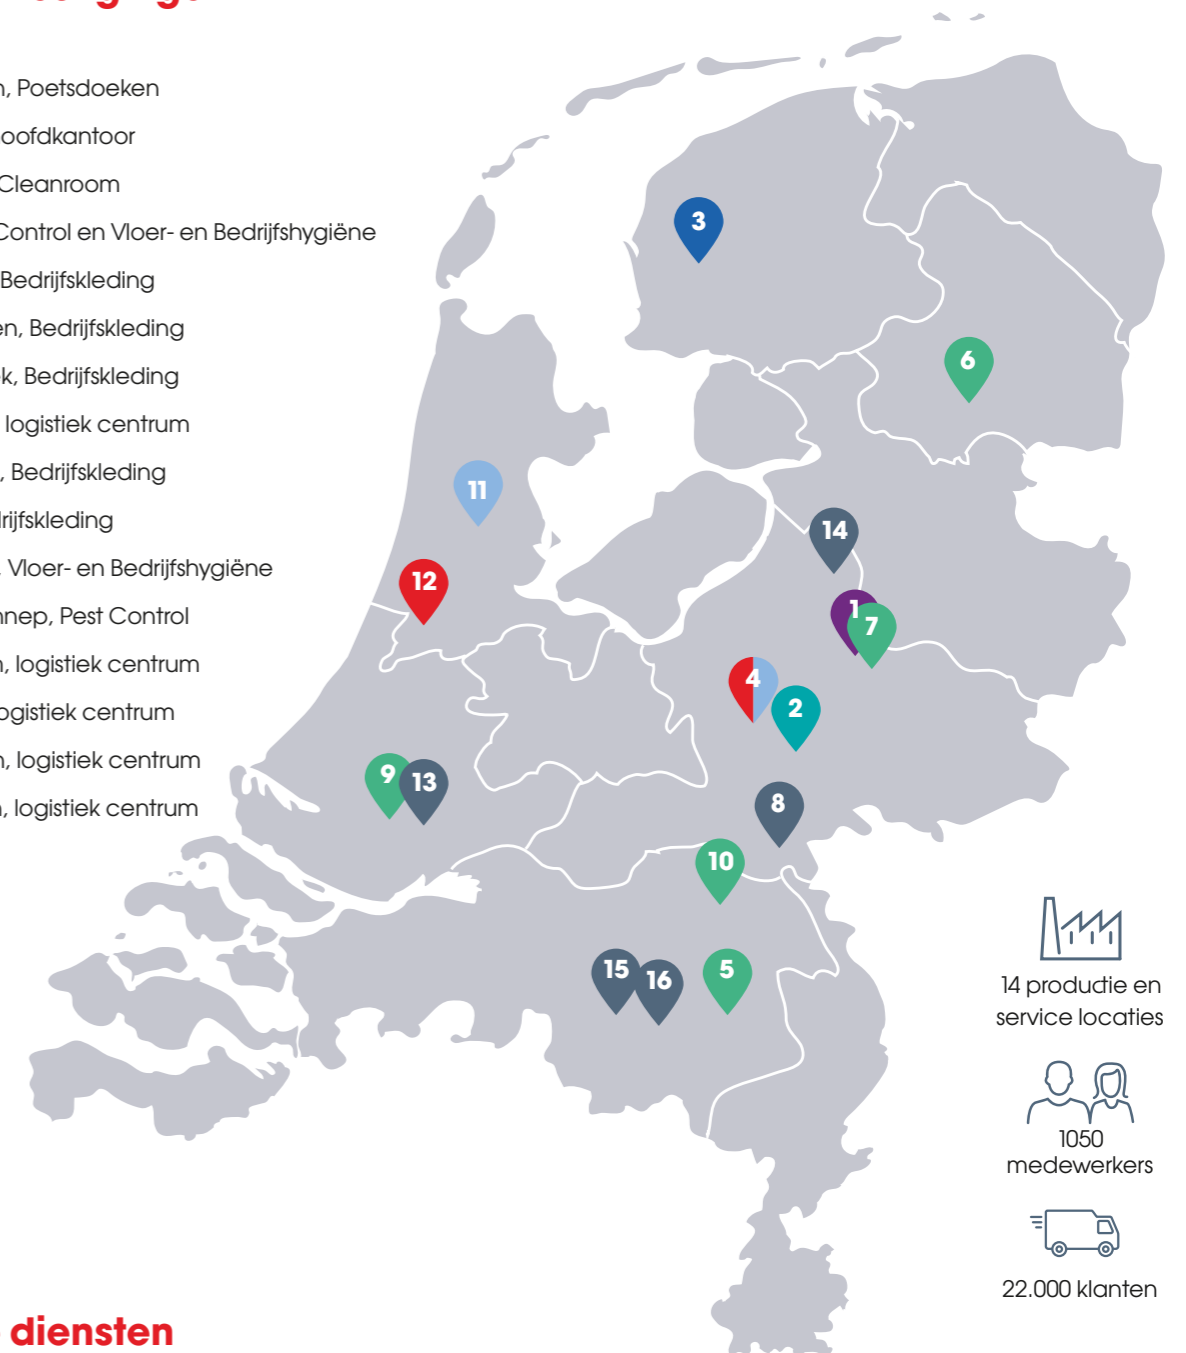 n, Poetsdoeken
oofdkantoor
Cleanroom
Control en Vloer- en Bedrijfshygiëne
Bedrijfskleding
en, Bedrijfskleding
k, Bedrijfskleding
logistiek centrum
, Bedrijfskleding
rijfskleding
, Vloer- en Bedrijfshygiëne
nnep, Pest Control
n, logistiek centrum
ogistiek centrum
n, logistiek centrum
n, logistiek centrum
3
6
11
14
12
1
7
4
2
9
13
8
10
15
16
5
14 productie en
service locaties
1050
medewerkers
22.000 klanten
diensten